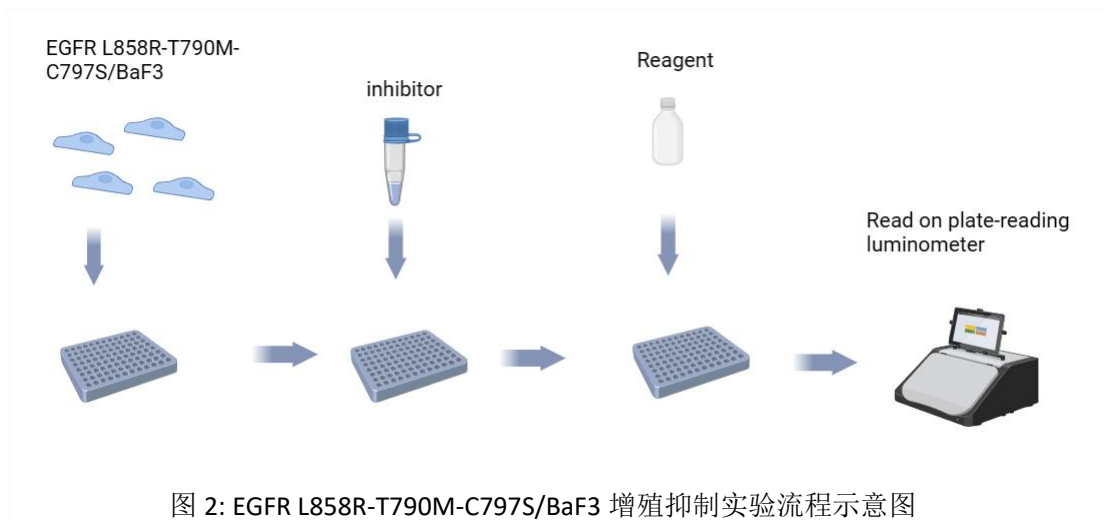 EGFR L858R-T790M-
C797S/BaF3
inhibitor
Reagent
Read on plate-reading
luminometer
图 2: EGFR L858R-T790M-C797S/BaF3 增殖抑制实验流程示意图